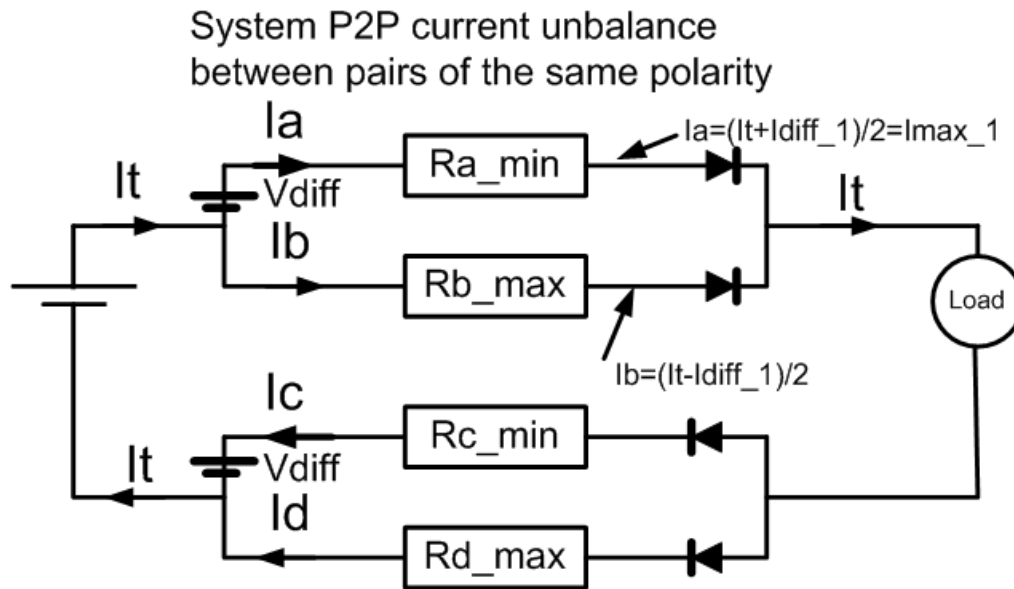 System P2P current unbalance
between pairs of the same polarity
Ia
Ia=(It+Idiff_1)/2=Imax_1
Ra_min
It
Vdiff
It
Ib
Rb_max
Load
Ib=(It-Idiff_1)/2
Ic
Rc_min
It
Vdiff
Id
Rd_max